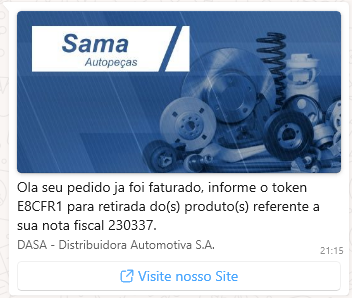 Sama
Autopeças
Ola seu pedido ja foi faturado, informe o token
E8CFR1 para retirada do(s) produto(s) referente a
sua nota fiscal 230337.
DASA - Distribuidora Automotiva S.A.
21:15
Visite nosso Site